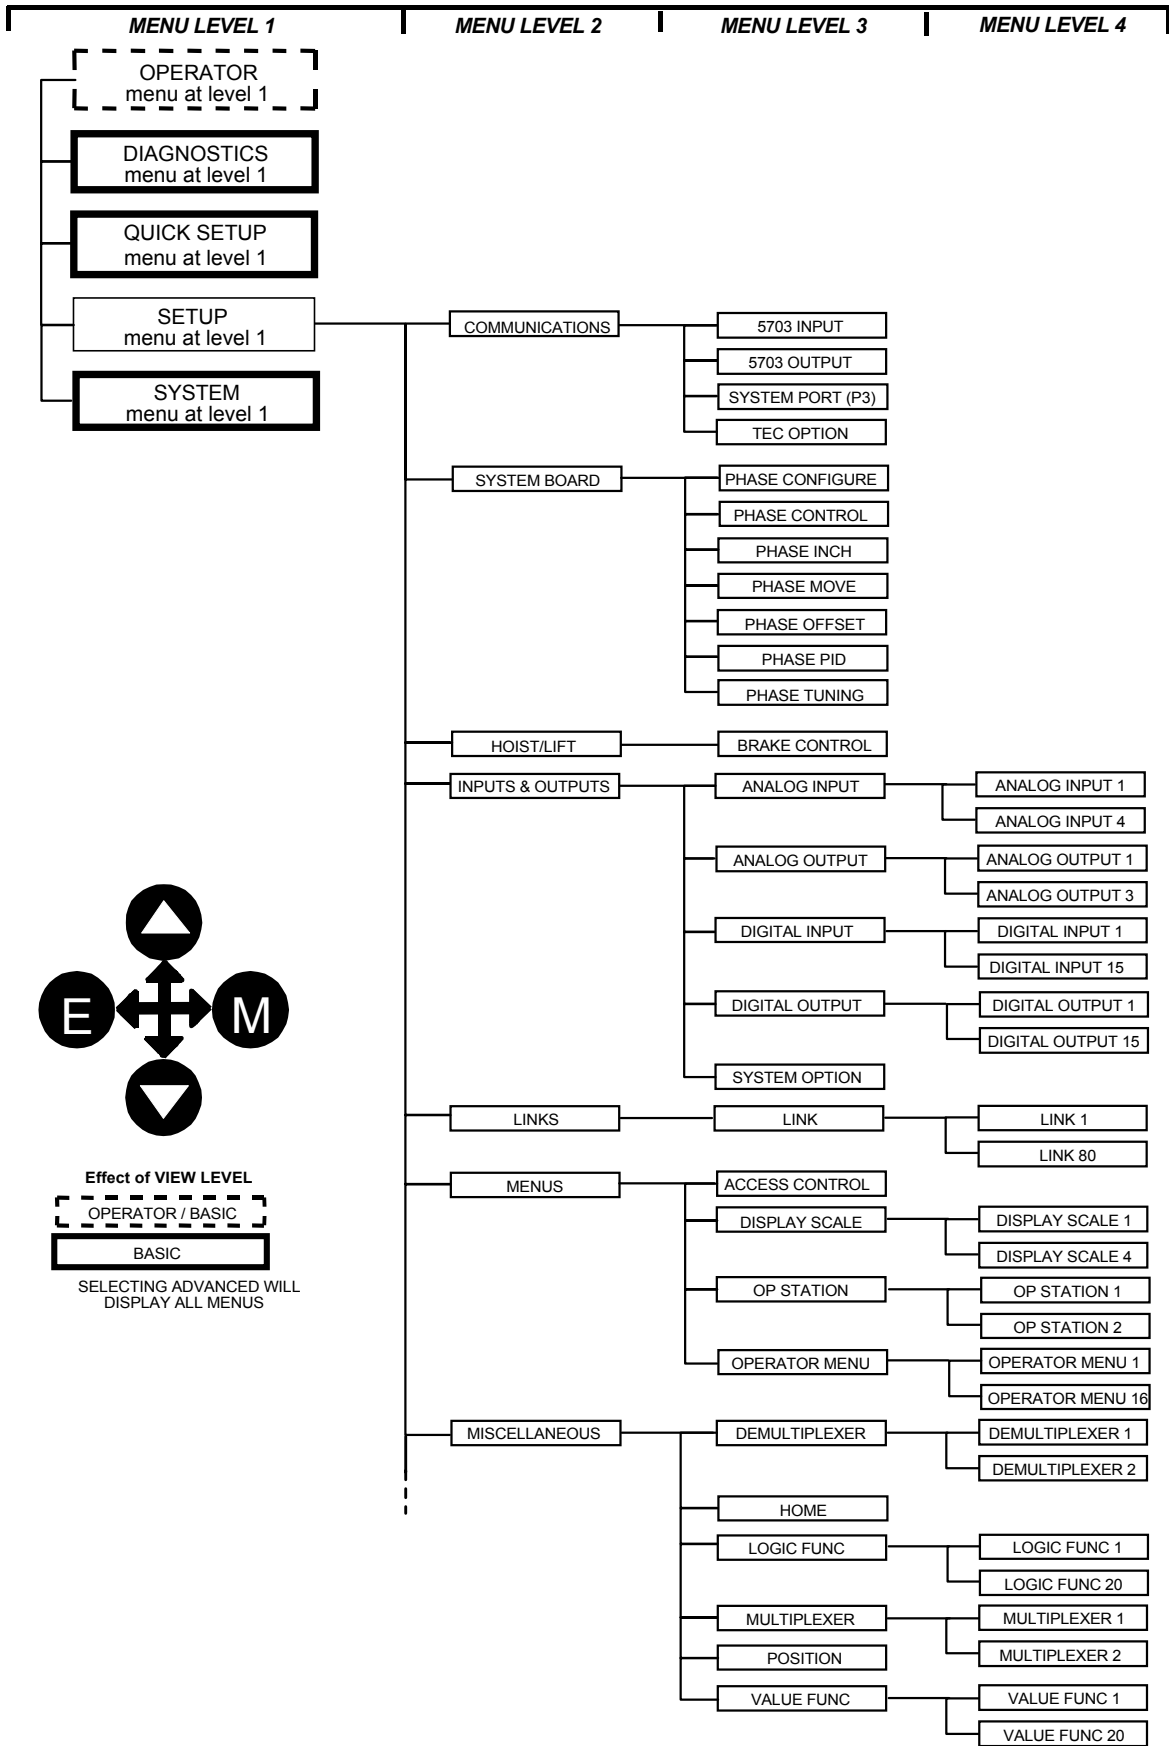 MENU LEVEL 1
MENU LEVEL 2
MENU LEVEL 3
MENU LEVEL 4
OPERATOR
menu at level 1
DIAGNOSTICS
menu at level 1
QUICK SETUP
menu at level 1
SETUP
menu at level 1
SYSTEM
menu at level 1
COMMUNICATIONS
5703 INPUT
5703 OUTPUT
SYSTEM PORT (P3)
TEC OPTION
SYSTEM BOARD
PHASE CONFIGURE
PHASE CONTROL
PHASE INCH
PHASE MOVE
PHASE OFFSET
PHASE PID
PHASE TUNING
HOIST/LIFT
BRAKE CONTROL
INPUTS & OUTPUTS
ANALOG INPUT
ANALOG INPUT 1
ANALOG INPUT 4
ANALOG OUTPUT
ANALOG OUTPUT 1
ANALOG OUTPUT 3
DIGITAL INPUT
DIGITAL INPUT 1
DIGITAL INPUT 15
DIGITAL OUTPUT
DIGITAL OUTPUT 1
DIGITAL OUTPUT 15
SYSTEM OPTION
LINKS
LINK
LINK 1
LINK 80
MENUS
ACCESS CONTROL
DISPLAY SCALE
DISPLAY SCALE 1
DISPLAY SCALE 4
OP STATION
OP STATION 1
OP STATION 2
OPERATOR MENU
OPERATOR MENU 1
OPERATOR MENU 16
MISCELLANEOUS
DEMULTIPLEXER
DEMULTIPLEXER 1
DEMULTIPLEXER 2
HOME
LOGIC FUNC
LOGIC FUNC 1
LOGIC FUNC 20
MULTIPLEXER
MULTIPLEXER 1
MULTIPLEXER 2
POSITION
VALUE FUNC
VALUE FUNC 1
VALUE FUNC 20
E
M
Effect of VIEW LEVEL
OPERATOR / BASIC
BASIC
SELECTING ADVANCED WILL
DISPLAY ALL MENUS